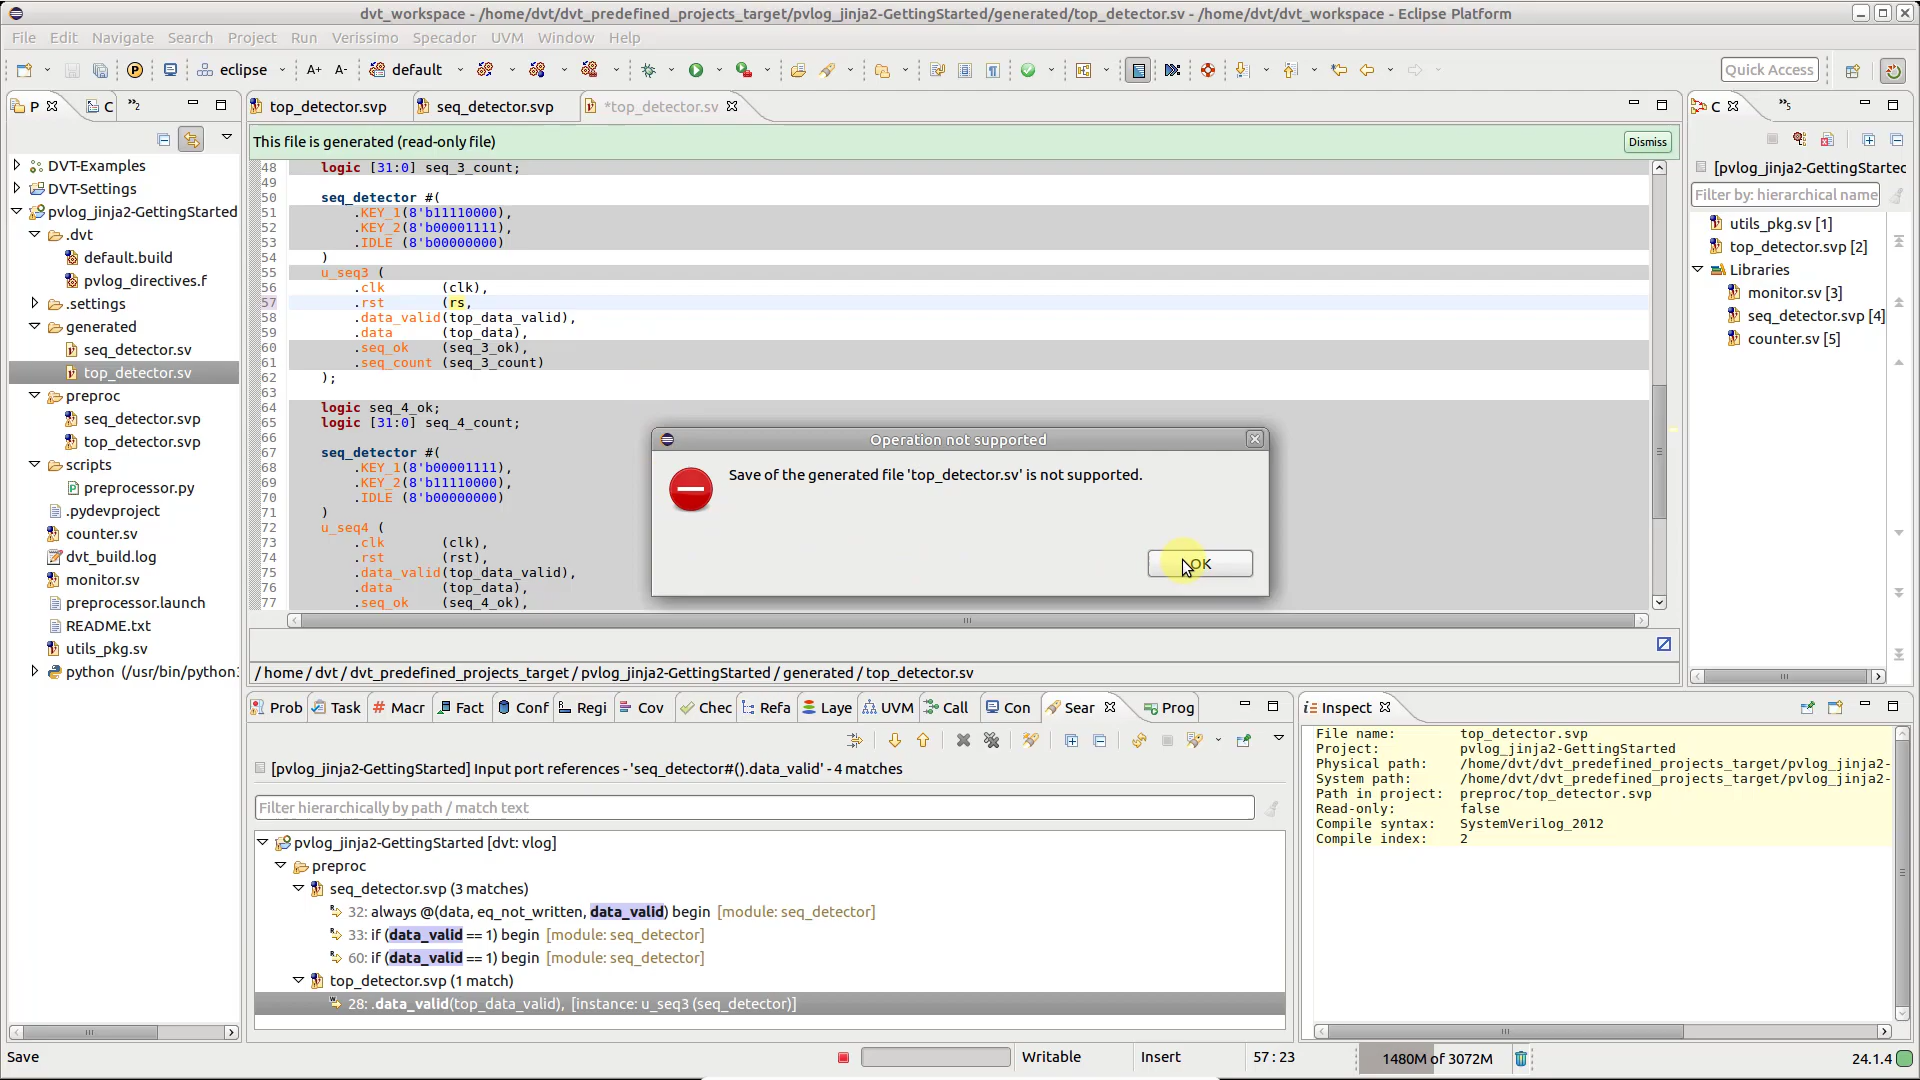 dvt_workspace - /home/dvt/dvt_predefined_projects_target/pvlog_jinja2-GettingStarted/generated/top_detector.sv - /home/dvt/dvt_workspace - Eclipse Platform
File Edit Navigate Search Project Run Verissimo Specador UVM Window Help
eclipse A+ A- default Quick Access
P C »2 top_detector.svp seq_detector.svp *top_detector.sv C »5
This file is generated (read-only file) Dismiss
DVT-Examples
DVT-Settings
pvlog_jinja2-GettingStarted
.dvt
default.build
pvlog_directives.f
.settings
generated
seq_detector.sv
top_detector.sv
preproc
seq_detector.svp
top_detector.svp
scripts
preprocessor.py
.pydevproject
counter.sv
dvt_build.log
monitor.sv
preprocessor.launch
README.txt
utils_pkg.sv
python (/usr/bin/python3
48 logic [31:0] seq_3_count;
49
50 seq_detector #(
51 .KEY_1(8'b11110000),
52 .KEY_2(8'b00001111),
53 .IDLE (8'b00000000)
54 )
55 u_seq3 (
56 .clk (clk),
57 .rst (rs,
58 .data_valid(top_data_valid),
59 .data (top_data),
60 .seq_ok (seq_3_ok),
61 .seq_count (seq_3_count)
62 );
63
64 logic seq_4_ok;
65 logic [31:0] seq_4_count;
66
67 seq_detector #(
68 .KEY_1(8'b00001111),
69 .KEY_2(8'b11110000),
70 .IDLE (8'b00000000)
71 )
72 u_seq4 (
73 .clk (clk),
74 .rst (rst),
75 .data_valid(top_data_valid),
76 .data (top_data),
77 .seq_ok (seq_4_ok),
Operation not supported
Save of the generated file 'top_detector.sv' is not supported.
OK
/ home / dvt / dvt_predefined_projects_target / pvlog_jinja2-GettingStarted / generated / top_detector.sv
[pvlog_jinja2-GettingStarted
Filter by: hierarchical name
utils_pkg.sv [1]
top_detector.svp [2]
Libraries
monitor.sv [3]
seq_detector.svp [4]
counter.sv [5]
Prob Task Macr Fact Conf Regi Cov Chec Refa Laye UVM Call Con Sear Prog
[pvlog_jinja2-GettingStarted] Input port references - 'seq_detector#().data_valid' - 4 matches
Filter hierarchically by path / match text
pvlog_jinja2-GettingStarted [dvt: vlog]
preproc
seq_detector.svp (3 matches)
32: always @(data, eq_not_written, data_valid) begin [module: seq_detector]
33: if (data_valid == 1) begin [module: seq_detector]
60: if (data_valid == 1) begin [module: seq_detector]
top_detector.svp (1 match)
28: .data_valid(top_data_valid), [instance: u_seq3 (seq_detector)]
Inspect
File name: top_detector.svp
Project: pvlog_jinja2-GettingStarted
Physical path: /home/dvt/dvt_predefined_projects_target/pvlog_jinja2-
System path: /home/dvt/dvt_predefined_projects_target/pvlog_jinja2-
Path in project: preproc/top_detector.svp
Read-only: false
Compile syntax: SystemVerilog_2012
Compile index: 2
Save Writable Insert 57 : 23 1480M of 3072M 24.1.4